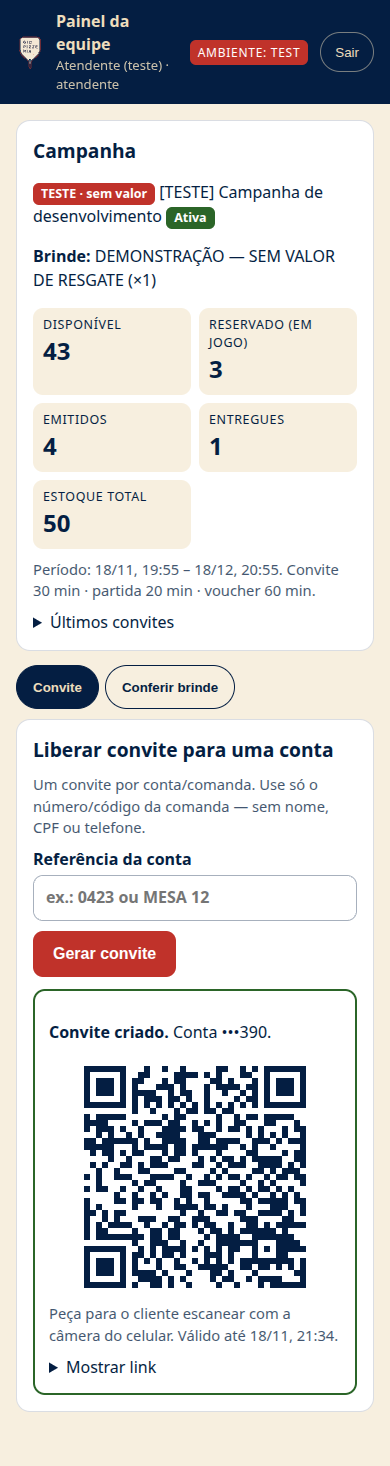 Painel da
equipe
Atendente (teste) ·
atendente
AMBIENTE: TEST
Sair
Campanha
TESTE · sem valor [TESTE] Campanha de
desenvolvimento Ativa
Brinde: DEMONSTRAÇÃO — SEM VALOR
DE RESGATE (×1)
DISPONÍVEL
43
RESERVADO (EM
JOGO)
3
EMITIDOS
4
ENTREGUES
1
ESTOQUE TOTAL
50
Período: 18/11, 19:55 – 18/12, 20:55. Convite
30 min · partida 20 min · voucher 60 min.
Últimos convites
Convite
Conferir brinde
Liberar convite para uma conta
Um convite por conta/comanda. Use só o
número/código da comanda — sem nome,
CPF ou telefone.
Referência da conta
ex.: 0423 ou MESA 12
Gerar convite
Convite criado. Conta •••390.
Peça para o cliente escanear com a
câmera do celular. Válido até 18/11, 21:34.
Mostrar link